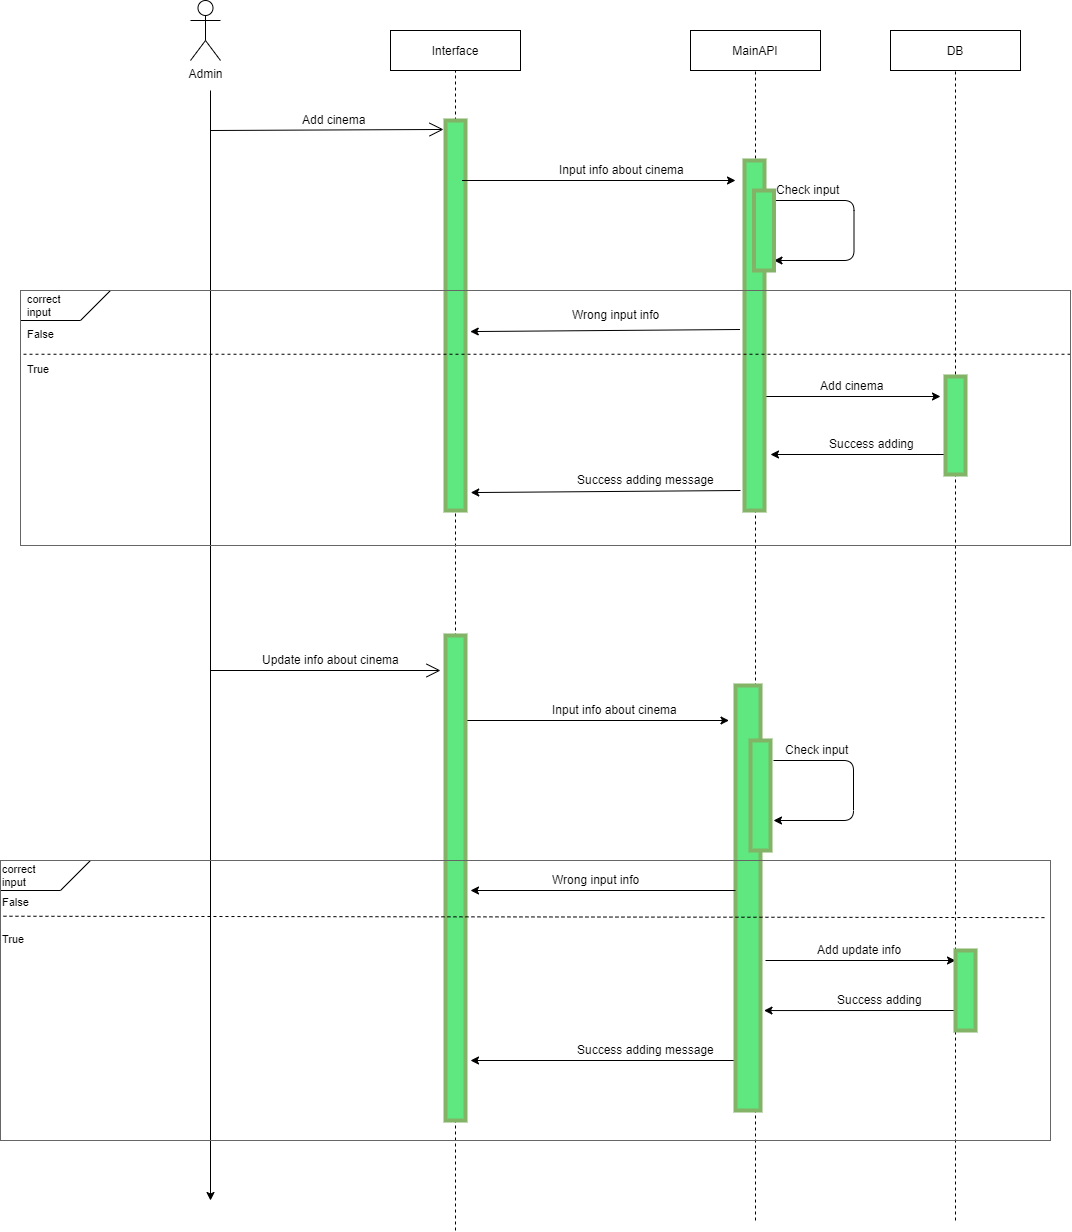 Admin
Interface
MainAPI
DB
Add cinema
Input info about cinema
Check input
correct
input
Wrong input info
False
True
Add cinema
Success adding
Success adding message
Update info about cinema
Input info about cinema
Check input
correct
input
Wrong input info
False
True
Add update info
Success adding
Success adding message